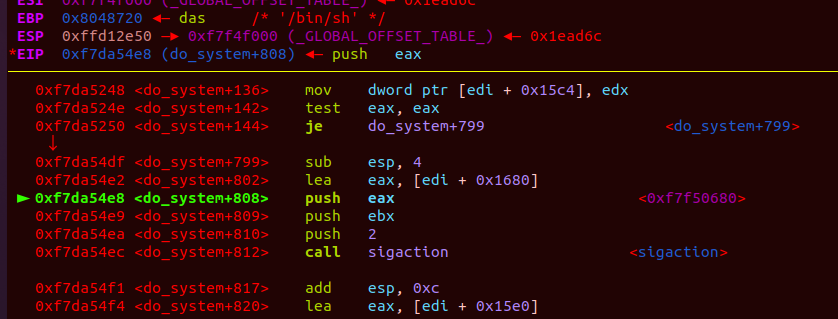 ESI  0xf7f4f000 (_GLOBAL_OFFSET_TABLE_) ◂— 0x1ead6c
EBP  0x8048720 ◂— das    /* '/bin/sh' */
ESP  0xffd12e50 —▸ 0xf7f4f000 (_GLOBAL_OFFSET_TABLE_) ◂— 0x1ead6c
*EIP  0xf7da54e8 (do_system+808) ◂— push   eax
0xf7da5248 <do_system+136>    mov    dword ptr [edi + 0x15c4], edx
0xf7da524e <do_system+142>    test   eax, eax
0xf7da5250 <do_system+144>    je     do_system+799    <do_system+799>
↓
0xf7da54df <do_system+799>    sub    esp, 4
0xf7da54e2 <do_system+802>    lea    eax, [edi + 0x1680]
► 0xf7da54e8 <do_system+808>    push   eax    <0xf7f50680>
0xf7da54e9 <do_system+809>    push   ebx
0xf7da54ea <do_system+810>    push   2
0xf7da54ec <do_system+812>    call   sigaction    <sigaction>
0xf7da54f1 <do_system+817>    add    esp, 0xc
0xf7da54f4 <do_system+820>    lea    eax, [edi + 0x15e0]